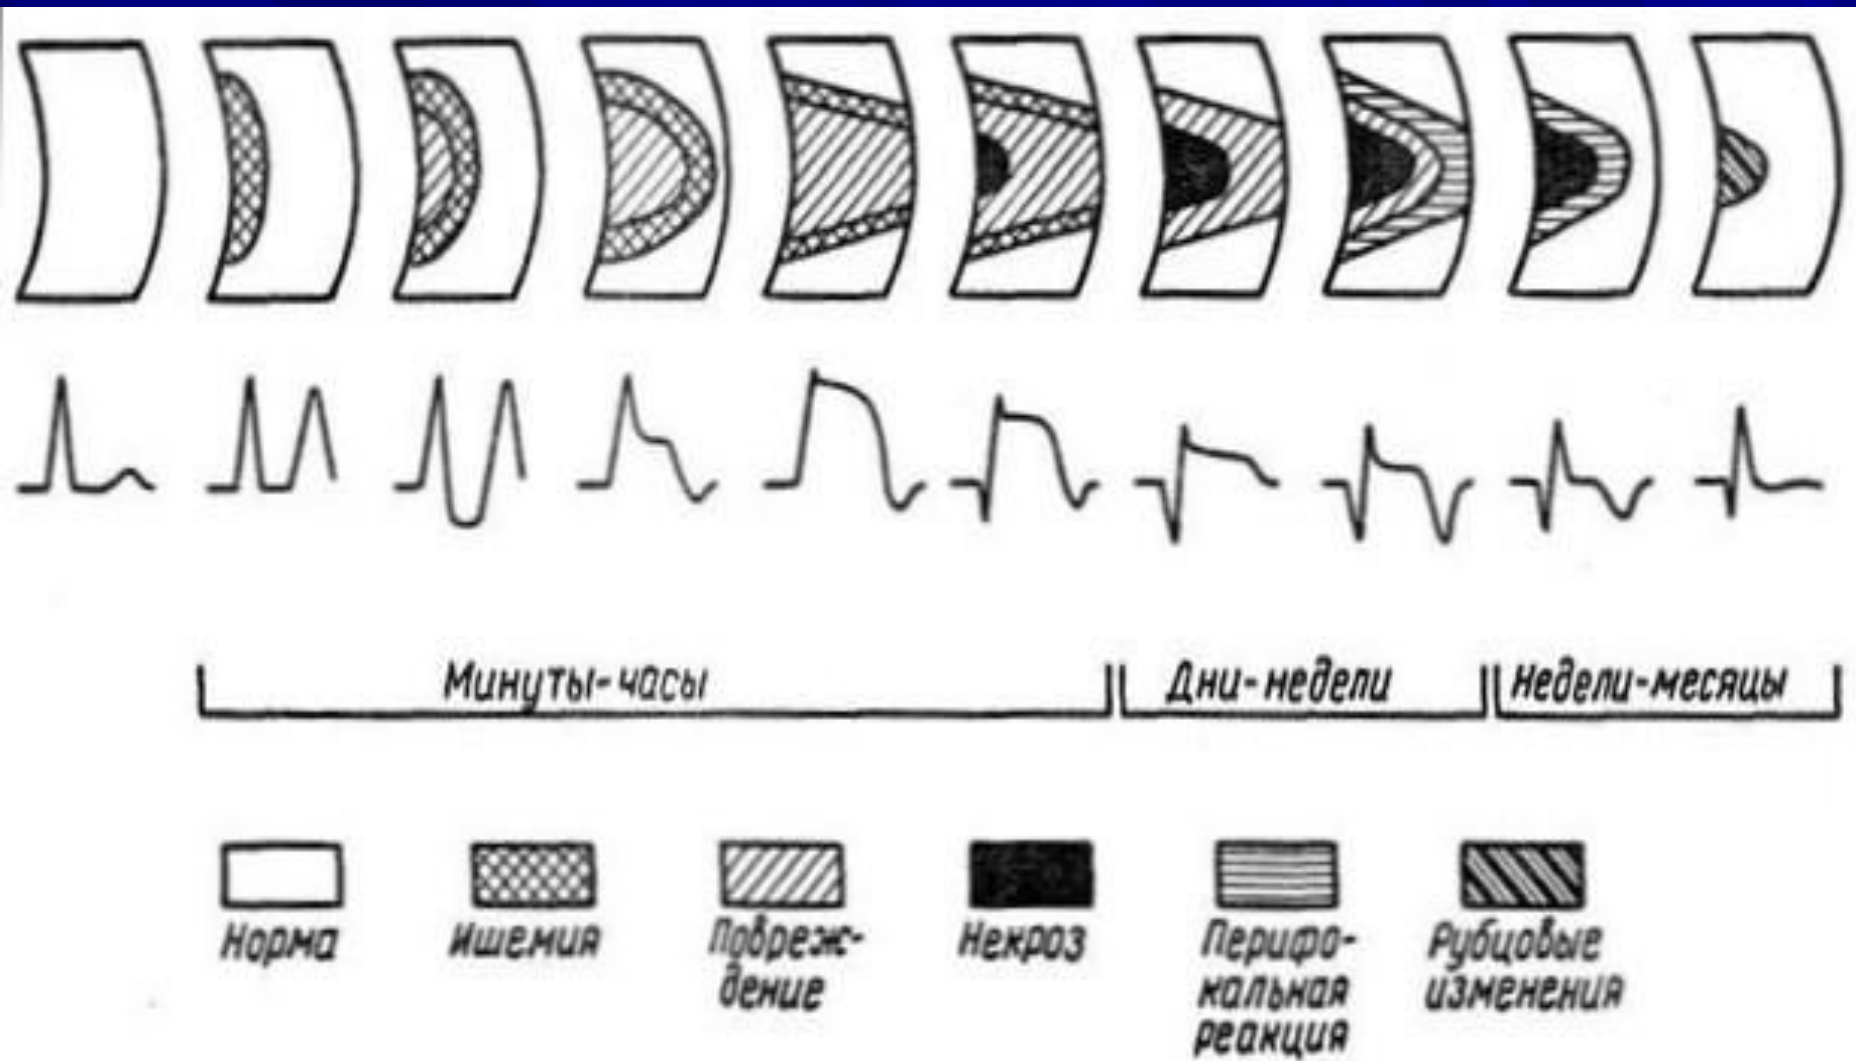 Минуты-часы
Дни-недели
Недели-месяцы
Норма
Ишемия
Повреж-
дение
Некроз
Перифо-
кальная
реакция
Рубцовые
изменения